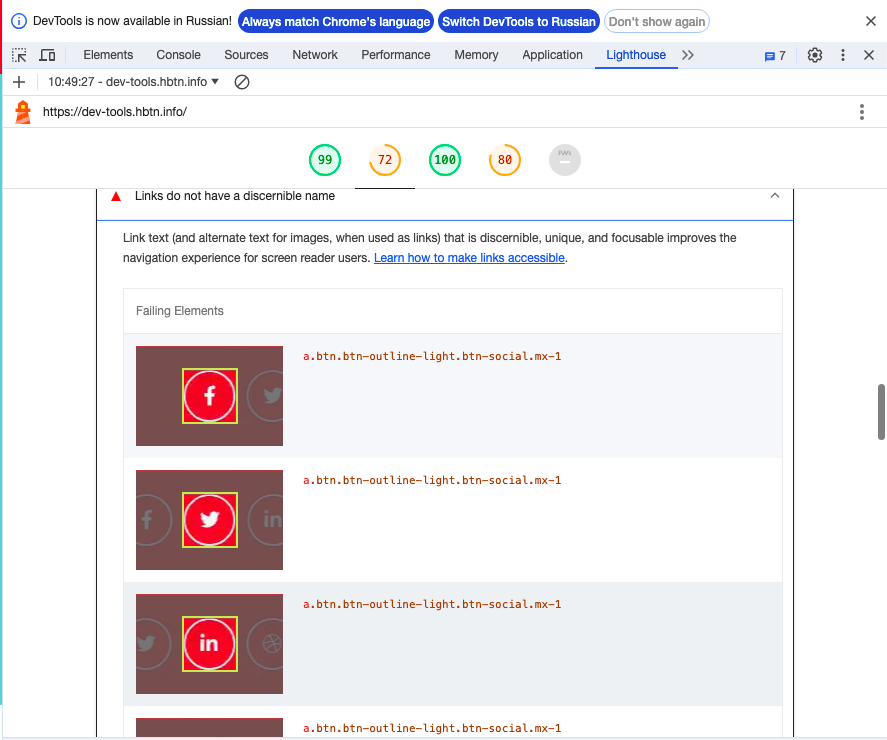 DevTools is now available in Russian! Always match Chrome's language Switch DevTools to Russian Don't show again
Elements Console Sources Network Performance Memory Application Lighthouse 7
10:49:27 - dev-tools.hbtn.info
https://dev-tools.hbtn.info/
99 72 100 80 PWA
Links do not have a discernible name
Link text (and alternate text for images, when used as links) that is discernible, unique, and focusable improves the
navigation experience for screen reader users. Learn how to make links accessible.
Failing Elements
a.btn.btn-outline-light.btn-social.mx-1
a.btn.btn-outline-light.btn-social.mx-1
in
a.btn.btn-outline-light.btn-social.mx-1
in
a.btn.btn-outline-light.btn-social.mx-1